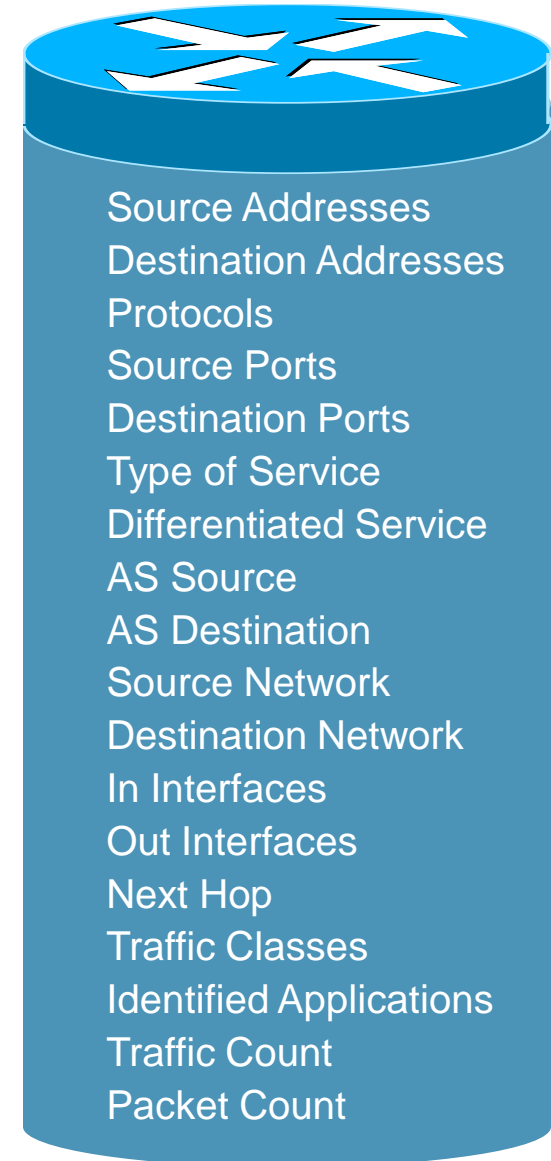 Source Addresses
Destination Addresses
Protocols
Source Ports
Destination Ports
Type of Service
Differentiated Service
AS Source
AS Destination
Source Network
Destination Network
In Interfaces
Out Interfaces
Next Hop
Traffic Classes
Identified Applications
Traffic Count
Packet Count